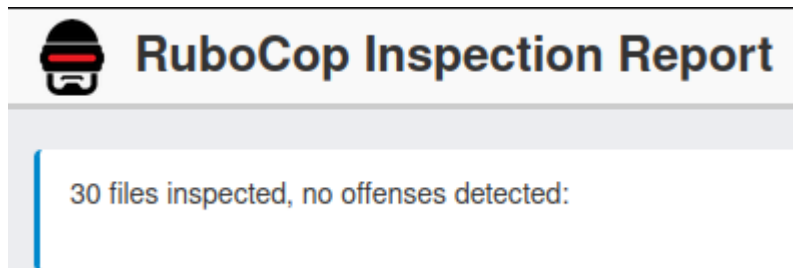 RuboCop Inspection Report
30 files inspected, no offenses detected: